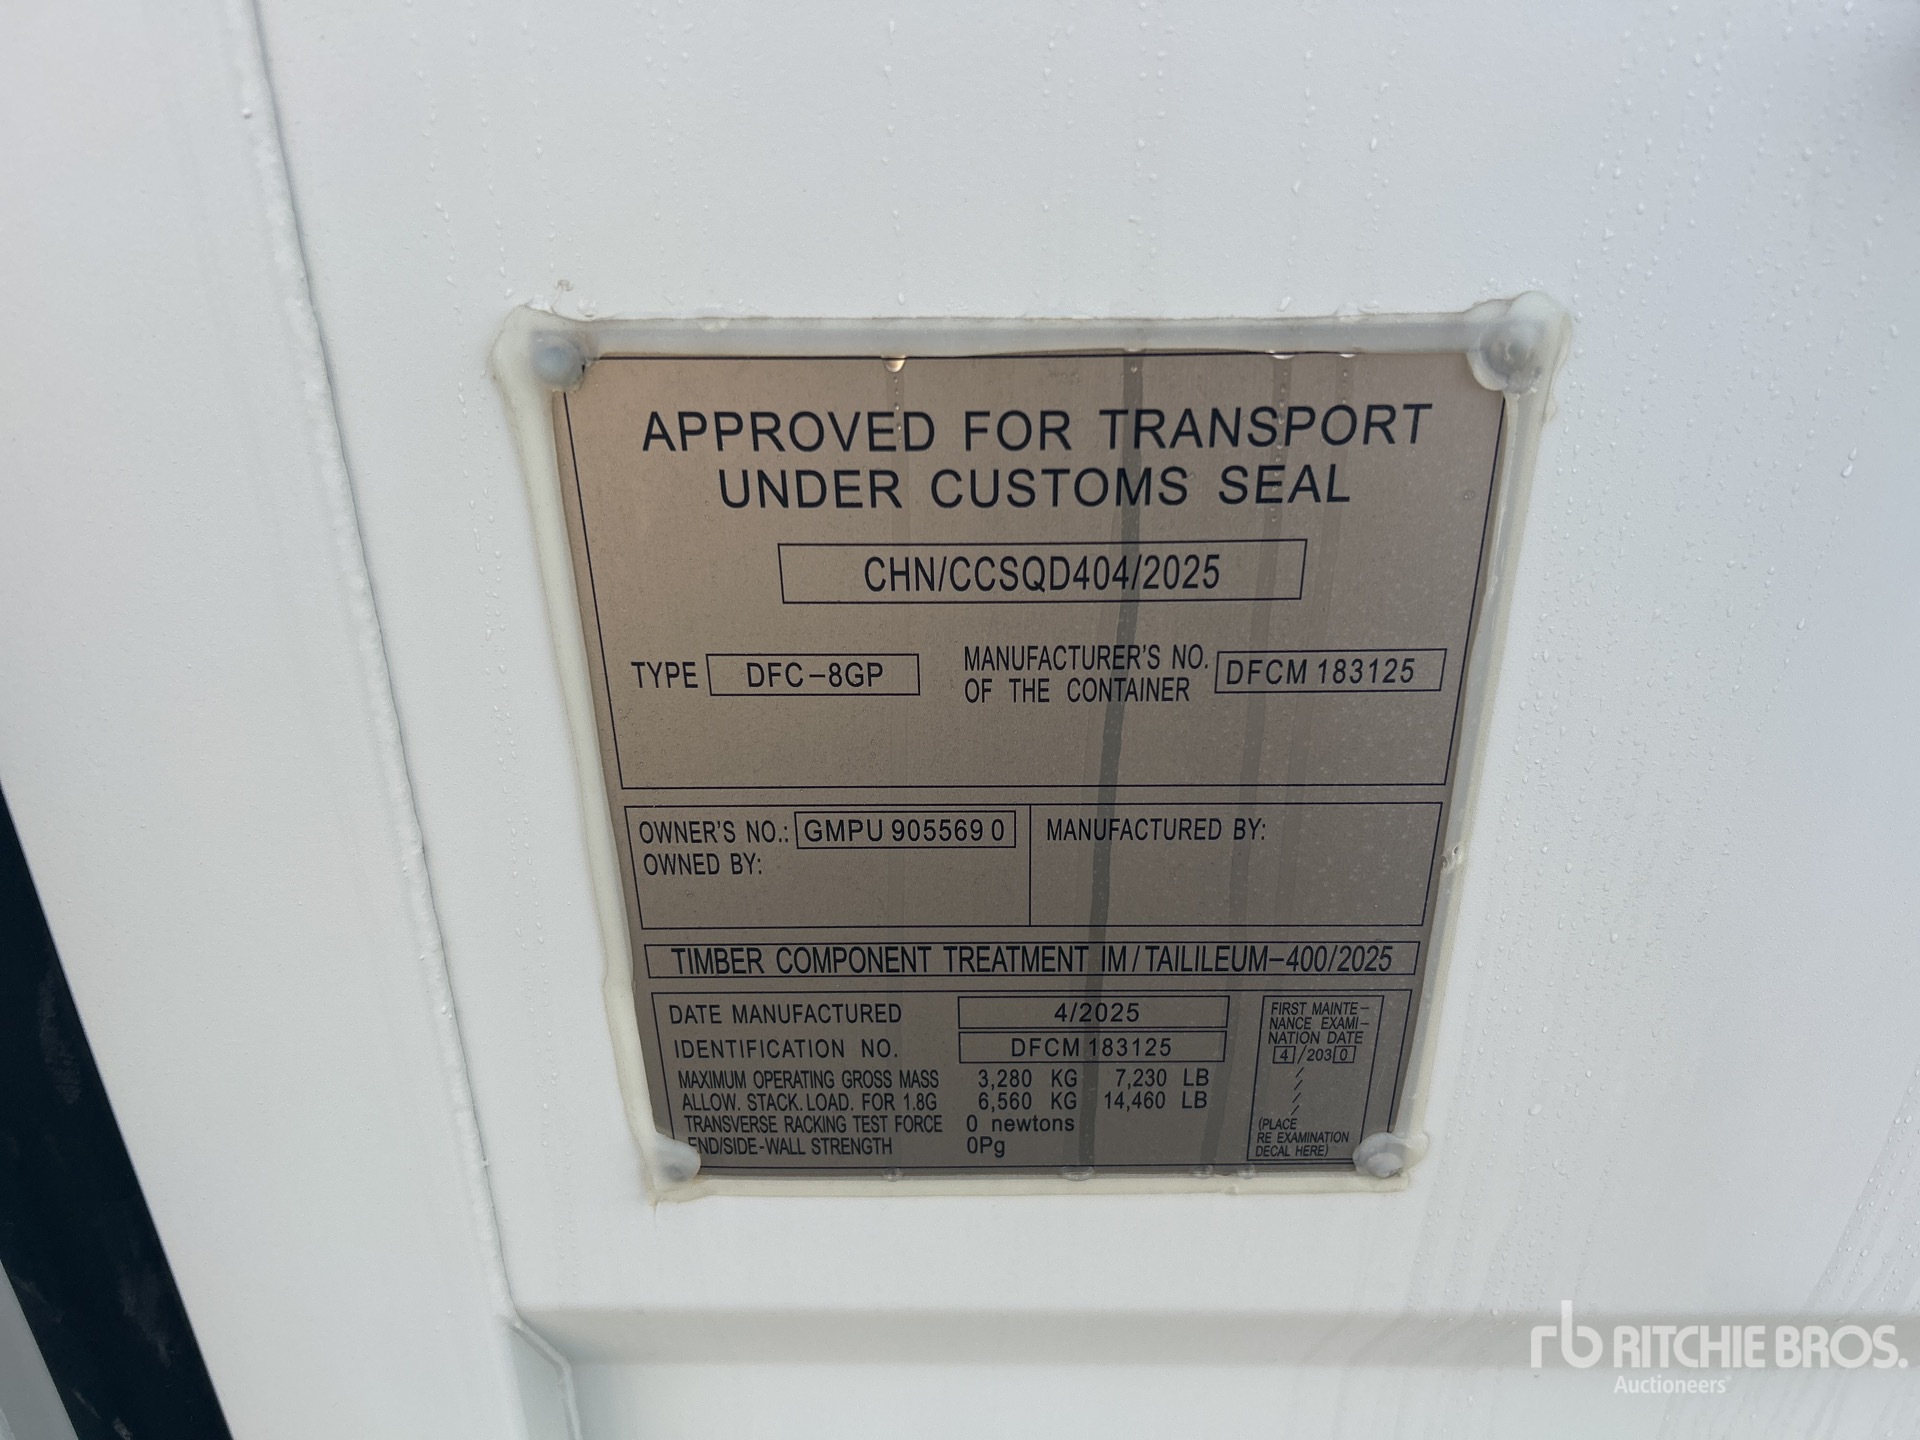 APPROVED FOR TRANSPORT
UNDER CUSTOMS SEAL
CHN/CCSQD404/2025
TYPE DFC-8GP
MANUFACTURER'S NO.
OF THE CONTAINER
DFCM 183125
OWNER'S NO.: GMPU 905569 0
OWNED BY:
MANUFACTURED BY:
TIMBER COMPONENT TREATMENT IM/TAILILEUM-400/2025
DATE MANUFACTURED 4/2025
IDENTIFICATION NO. DFCM 183125
MAXIMUM OPERATING GROSS MASS 3,280 KG 7,230 LB
ALLOW. STACK. LOAD. FOR 1.8G 6,560 KG 14,460 LB
TRANSVERSE RACKING TEST FORCE 0 newtons
END/SIDE-WALL STRENGTH 0Pg
FIRST MAINTE-
NANCE EXAMI-
NATION DATE
4/2030
/
/
/
/
(PLACE
RE EXAMINATION
DECAL HERE)
rb RITCHIE BROS.
Auctioneers